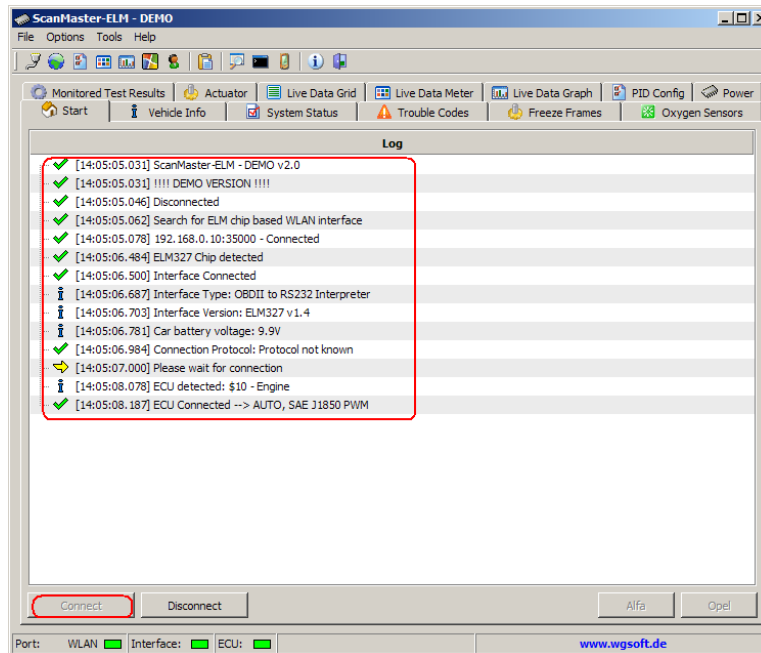 ScanMaster-ELM - DEMO
File Options Tools Help
Monitored Test Results Actuator Live Data Grid Live Data Meter Live Data Graph PID Config Power
Start Vehicle Info System Status Trouble Codes Freeze Frames Oxygen Sensors
Log
[14:05:05.031] ScanMaster-ELM - DEMO v2.0
[14:05:05.031] !!!! DEMO VERSION !!!!
[14:05:05.046] Disconnected
[14:05:05.062] Search for ELM chip based WLAN interface
[14:05:05.078] 192.168.0.10:35000 - Connected
[14:05:06.484] ELM327 Chip detected
[14:05:06.500] Interface Connected
[14:05:06.687] Interface Type: OBDII to RS232 Interpreter
[14:05:06.703] Interface Version: ELM327 v1.4
[14:05:06.781] Car battery voltage: 9.9V
[14:05:06.984] Connection Protocol: Protocol not known
[14:05:07.000] Please wait for connection
[14:05:08.078] ECU detected: $10 - Engine
[14:05:08.187] ECU Connected --> AUTO, SAE J1850 PWM
Connect Disconnect Alfa Opel
Port: WLAN Interface: ECU: www.wgsoft.de